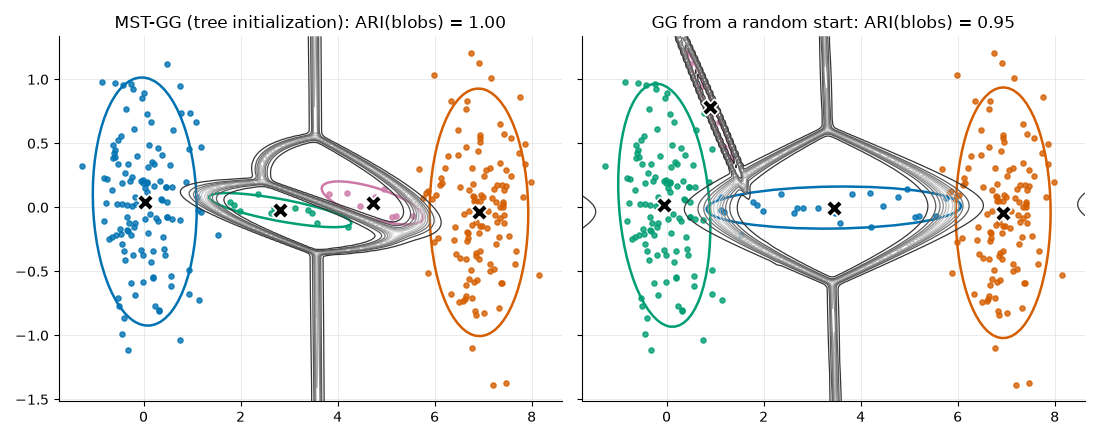 MST-GG (tree initialization): ARI(blobs) = 1.00
GG from a random start: ARI(blobs) = 0.95
1.0
0.5
0.0
−0.5
−1.0
−1.5
0 2 4 6 8
0 2 4 6 8